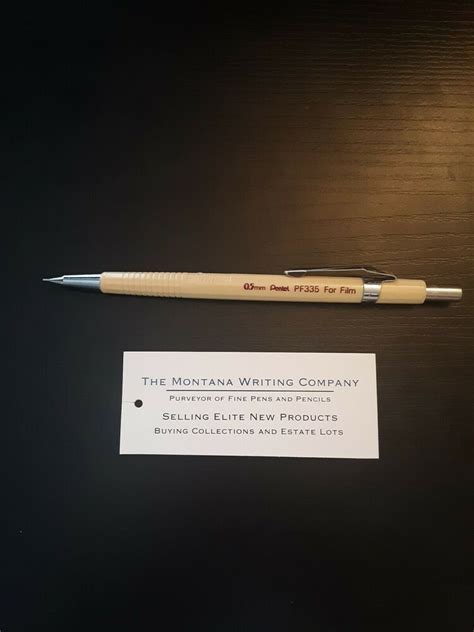 0.5mm Pentel PF335 For Film
THE MONTANA WRITING COMPANY
PURVEYOR OF FINE PENS AND PENCILS
SELLING ELITE NEW PRODUCTS
BUYING COLLECTIONS AND ESTATE LOTS